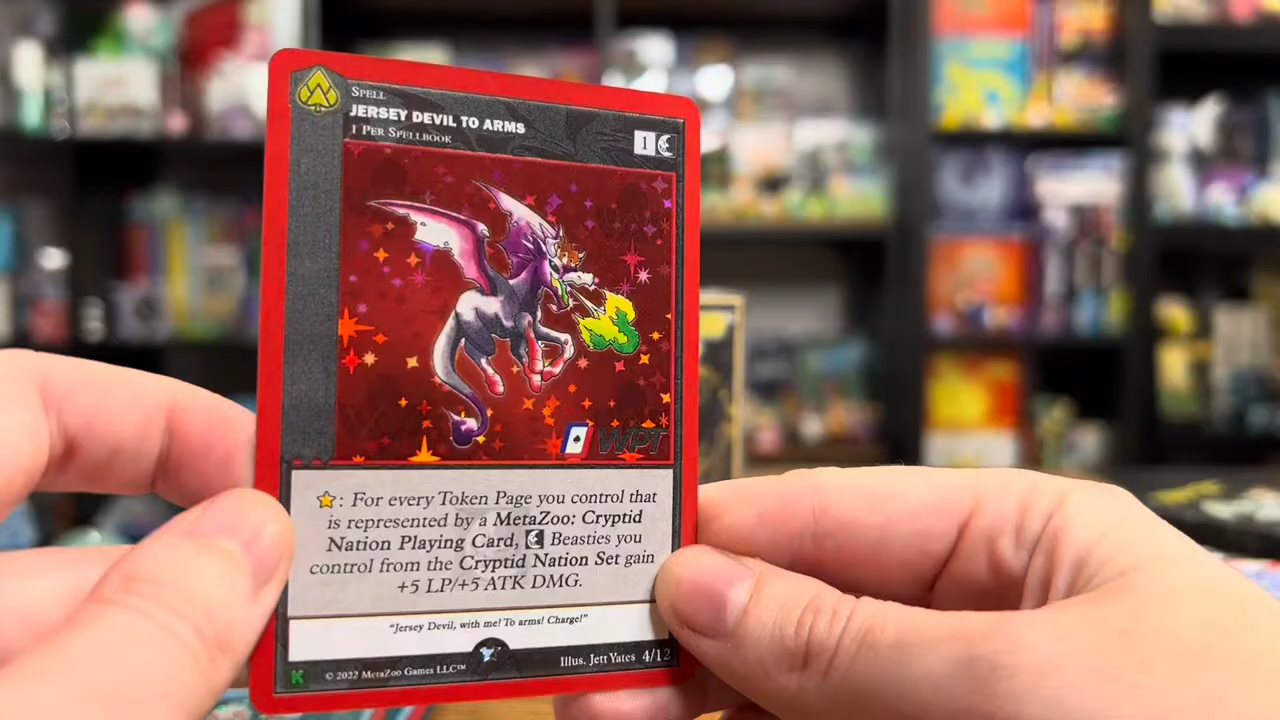 SPELL
JERSEY DEVIL TO ARMS
1 PER SPELLBOOK
1
WPT
: For every Token Page you control that
is represented by a MetaZoo: Cryptid
Nation Playing Card, Beasties you
control from the Cryptid Nation Set gain
+5 LP/+5 ATK DMG.
"Jersey Devil, with me! To arms! Charge!"
K © 2022 MetaZoo Games LLC™
Illus. Jett Yates 4/12